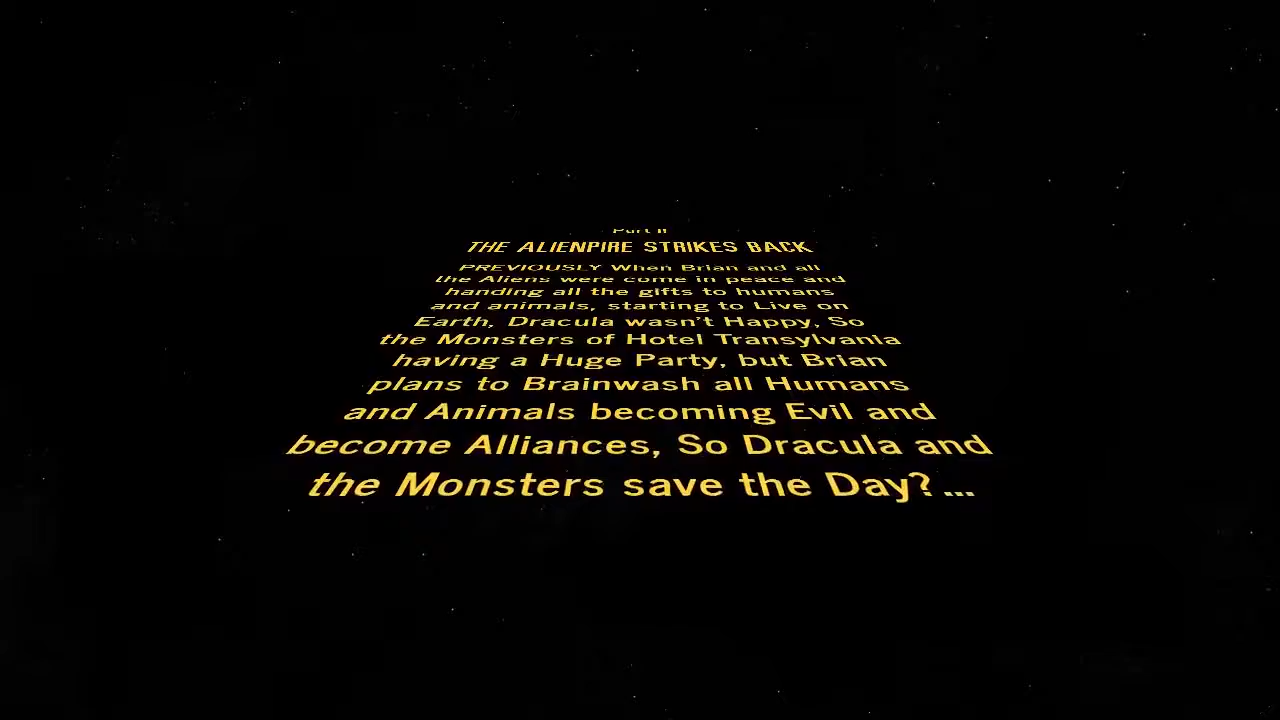 Part II
THE ALIENPIRE STRIKES BACK
PREVIOUSLY When Brian and all
the Aliens were come in peace and
handing all the gifts to humans
and animals, starting to Live on
Earth, Dracula wasn't Happy, So
the Monsters of Hotel Transylvania
having a Huge Party, but Brian
plans to Brainwash all Humans
and Animals becoming Evil and
become Alliances, So Dracula and
the Monsters save the Day?...